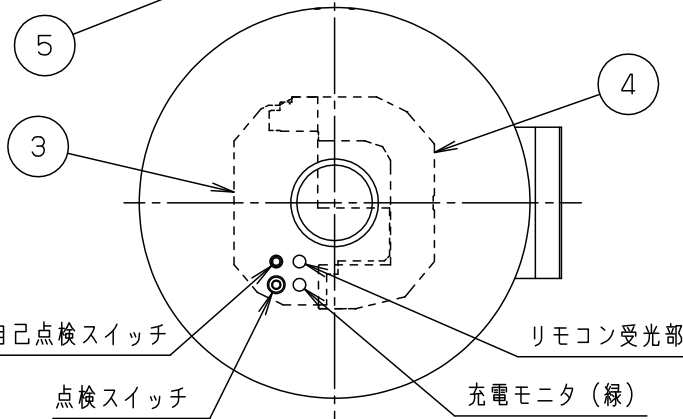 5
4
3
自己点検スイッチ
リモコン受光部
点検スイッチ
充電モニタ（緑）